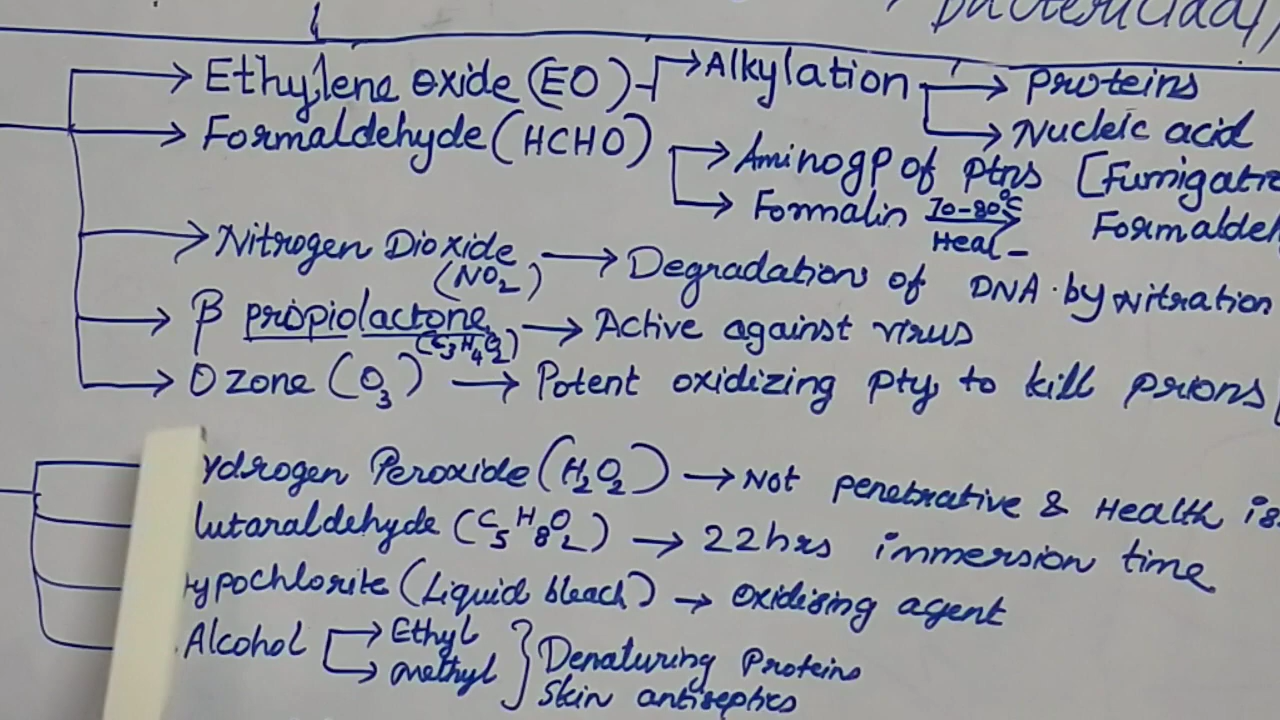 Bactericidal
Ethylene oxide (EO) → Alkylation → Proteins
→ Nucleic acid
Formaldehyde (HCHO) → Aminogp of ptns [Fumigatio
→ Formalin 70-80°C Heat Formaldeh
Nitrogen Dioxide (NO₂) → Degradation of DNA by Nitration
β propiolactone (C₃H₄O₂) → Active against virus
Ozone (O₃) → Potent oxidizing pty to kill prions [
ydrogen Peroxide (H₂O₂) → Not penetrative & Health is
lutaraldehyde (C₅H₈O₂) → 22hrs immersion time
ypochlorite (Liquid bleach) → oxidising agent
Alcohol → Ethyl
→ methyl } Denaturing Proteins
Skin antiseptics